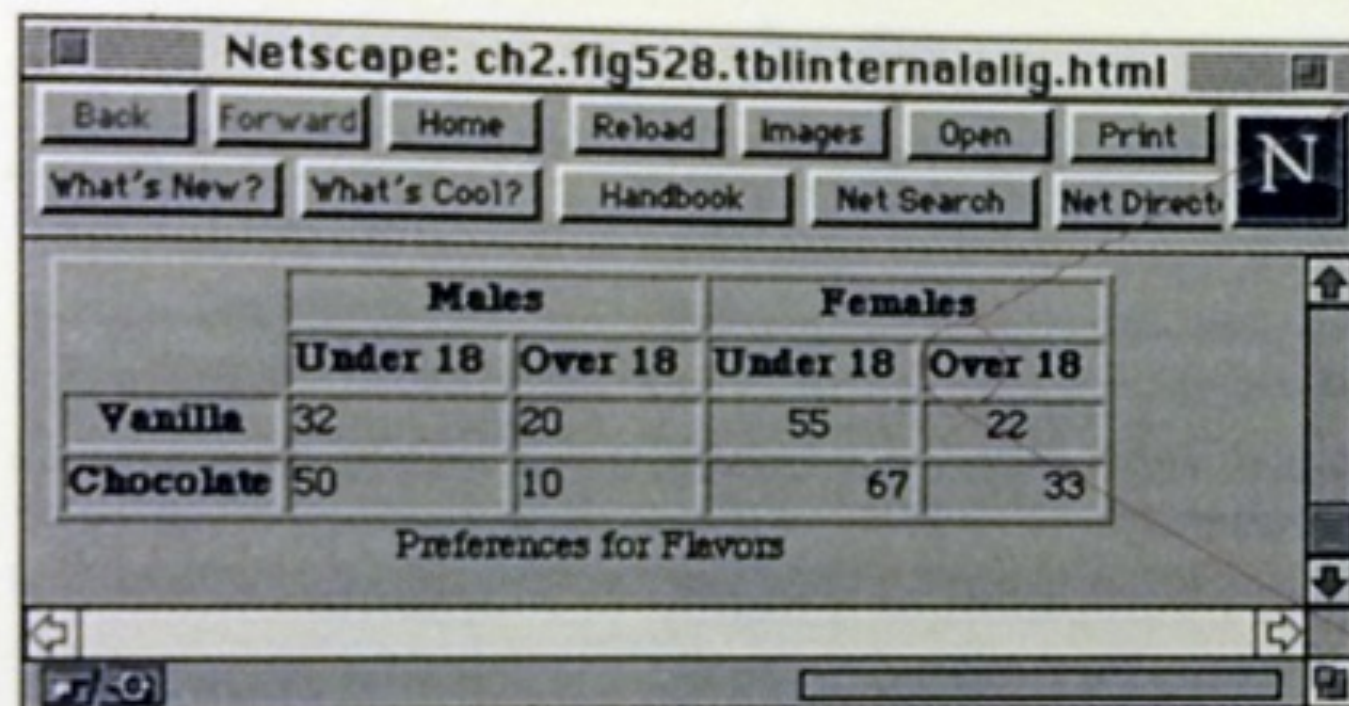 Netscape: ch2.fig528.tblinternalalig.html
Back Forward Home Reload Images Open Print
N
What's New? What's Cool? Handbook Net Search Net Direct
Males Females
Under 18 Over 18 Under 18 Over 18
Vanilla 32 20 55 22
Chocolate 50 10 67 33
Preferences for Flavors